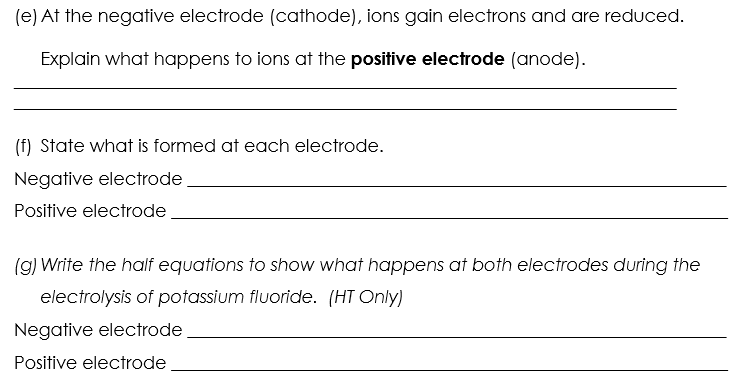 (e) At the negative electrode (cathode), ions gain electrons and are reduced.
Explain what happens to ions at the positive electrode (anode).
(f) State what is formed at each electrode.
Negative electrode
Positive electrode
(g) Write the half equations to show what happens at both electrodes during the
electrolysis of potassium fluoride. (HT Only)
Negative electrode
Positive electrode